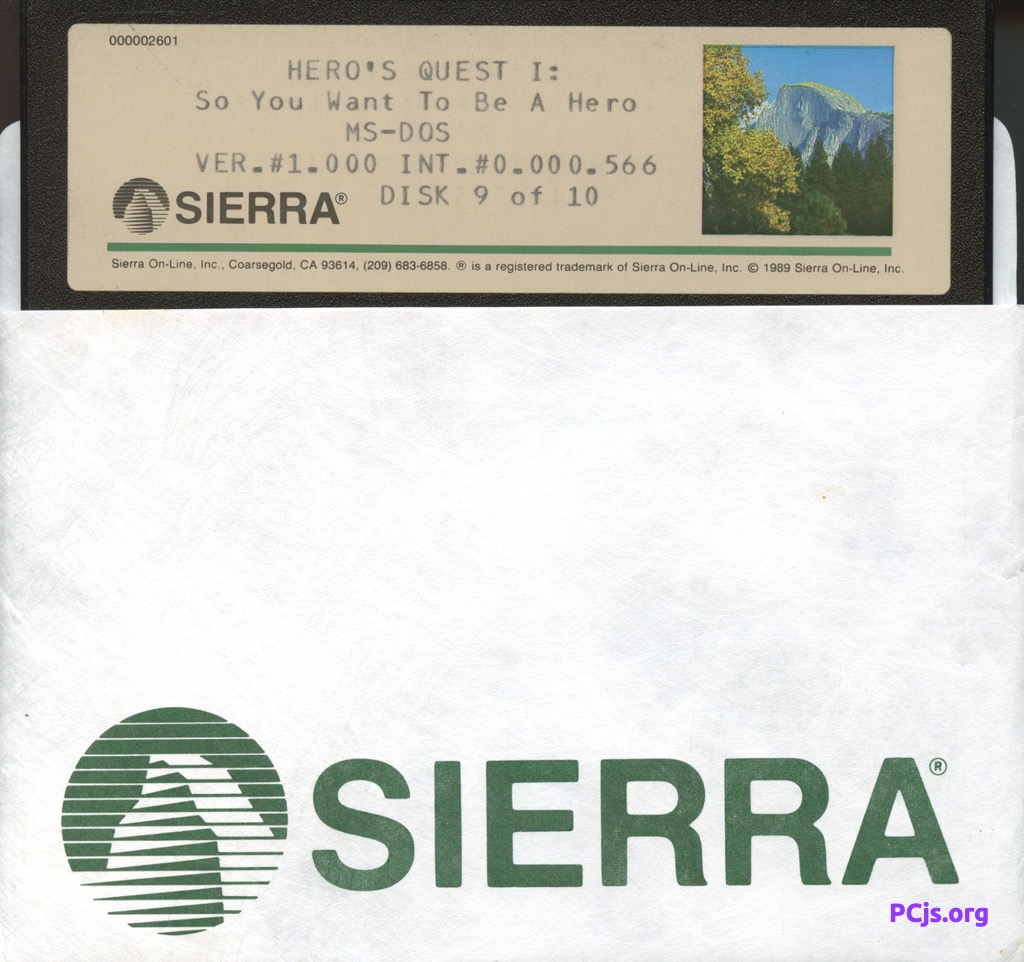 000002601
HERO'S QUEST I:
So You Want To Be A Hero
MS-DOS
VER.#1.000 INT.#0.000.566
SIERRA® DISK 9 of 10
Sierra On-Line, Inc., Coarsegold, CA 93614, (209) 683-6858. ® is a registered trademark of Sierra On-Line, Inc. © 1989 Sierra On-Line, Inc.
SIERRA®
PCjs.org